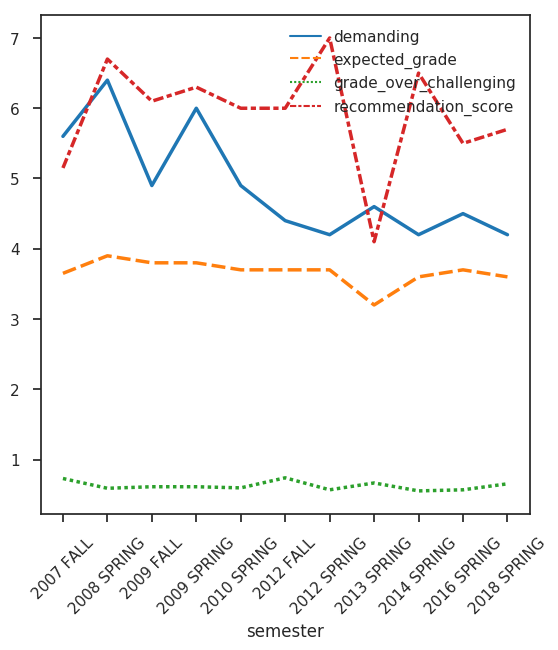 demanding
expected_grade
grade_over_challenging
recommendation_score
7
6
5
4
3
2
1
2007 FALL
2008 SPRING
2009 FALL
2009 SPRING
2010 SPRING
2012 FALL
2012 SPRING
2013 SPRING
2014 SPRING
2016 SPRING
2018 SPRING
semester